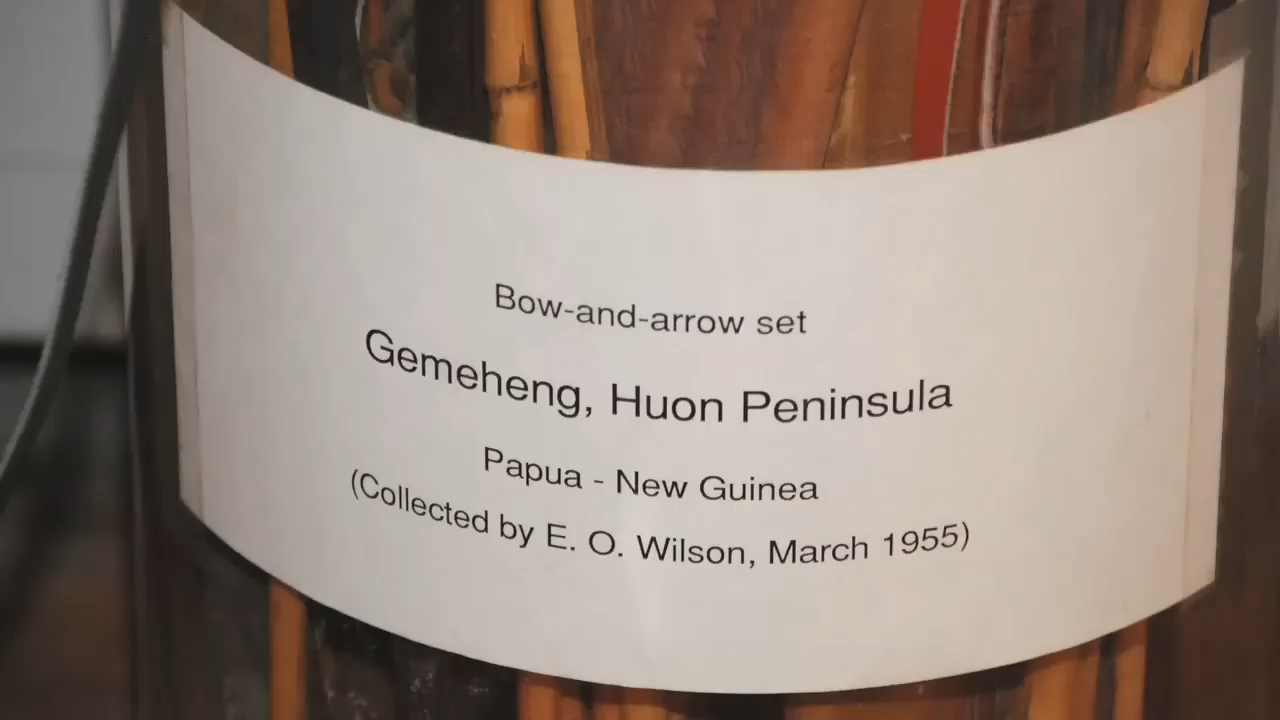 Bow-and-arrow set
Gemeheng, Huon Peninsula
Papua - New Guinea
(Collected by E. O. Wilson, March 1955)